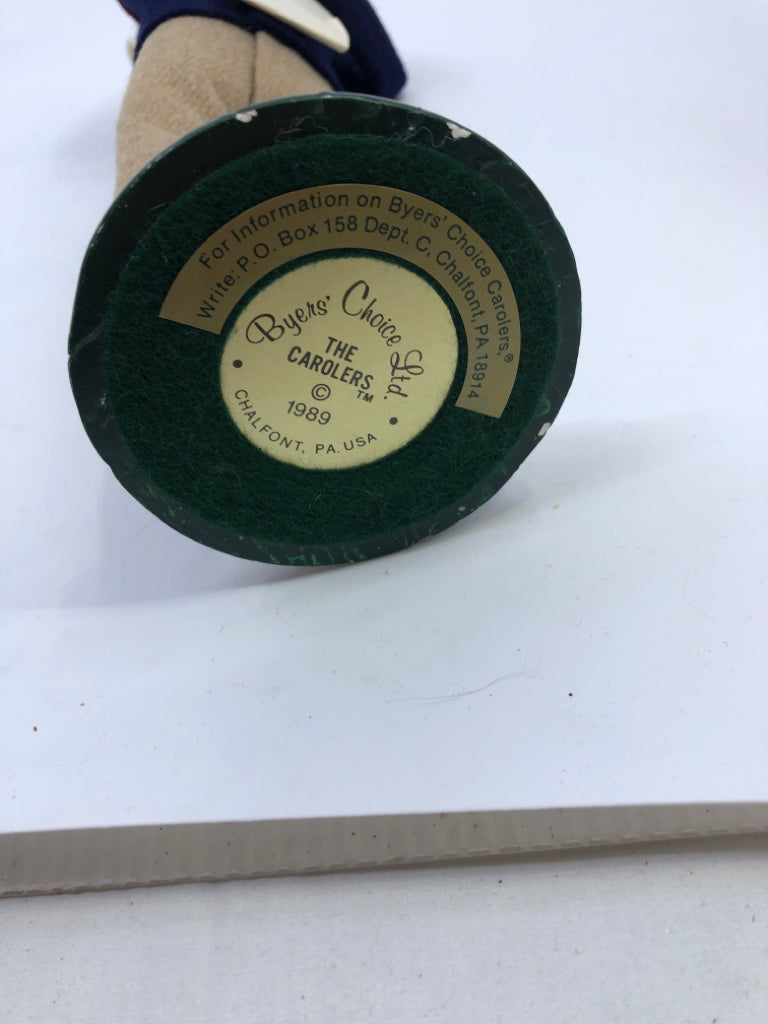 For Information on Byers' Choice Carolers,®
Write: P.O. Box 158 Dept. C, Chalfont, PA 18914
Byers' Choice Ltd.
THE
CAROLERS TM
©
1989
CHALFONT, PA. USA